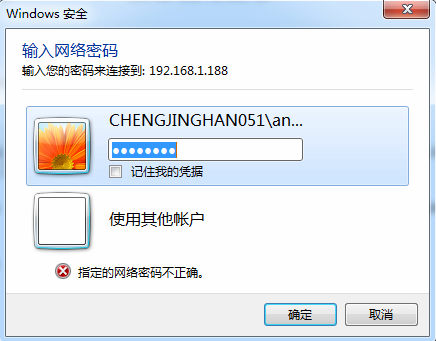 Windows 安全
输入网络密码
输入您的密码来连接到: 192.168.1.188
CHENGJINGHAN051\an...
●●●●●●●●
记住我的凭据
使用其他帐户
指定的网络密码不正确。
确定
取消